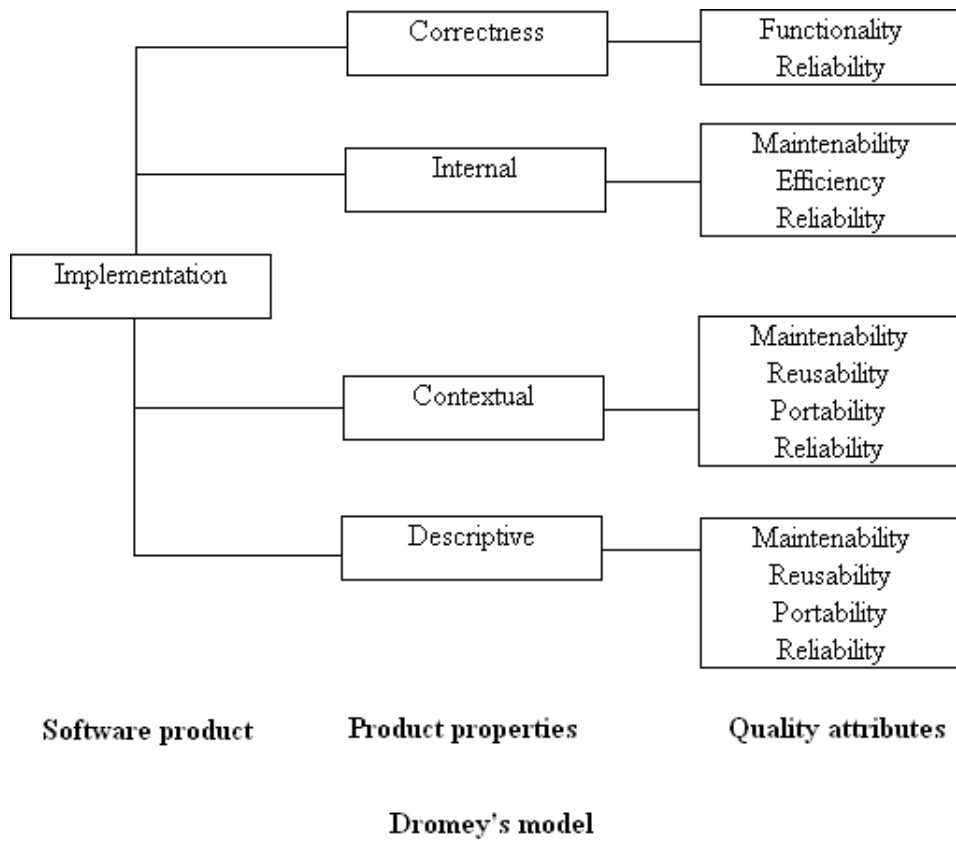 Correctness
Functionality
Reliability
Internal
Maintenability
Efficiency
Reliability
Implementation
Contextual
Maintenability
Reusability
Portability
Reliability
Descriptive
Maintenability
Reusability
Portability
Reliability
Software product
Product properties
Quality attributes
Dromey's model